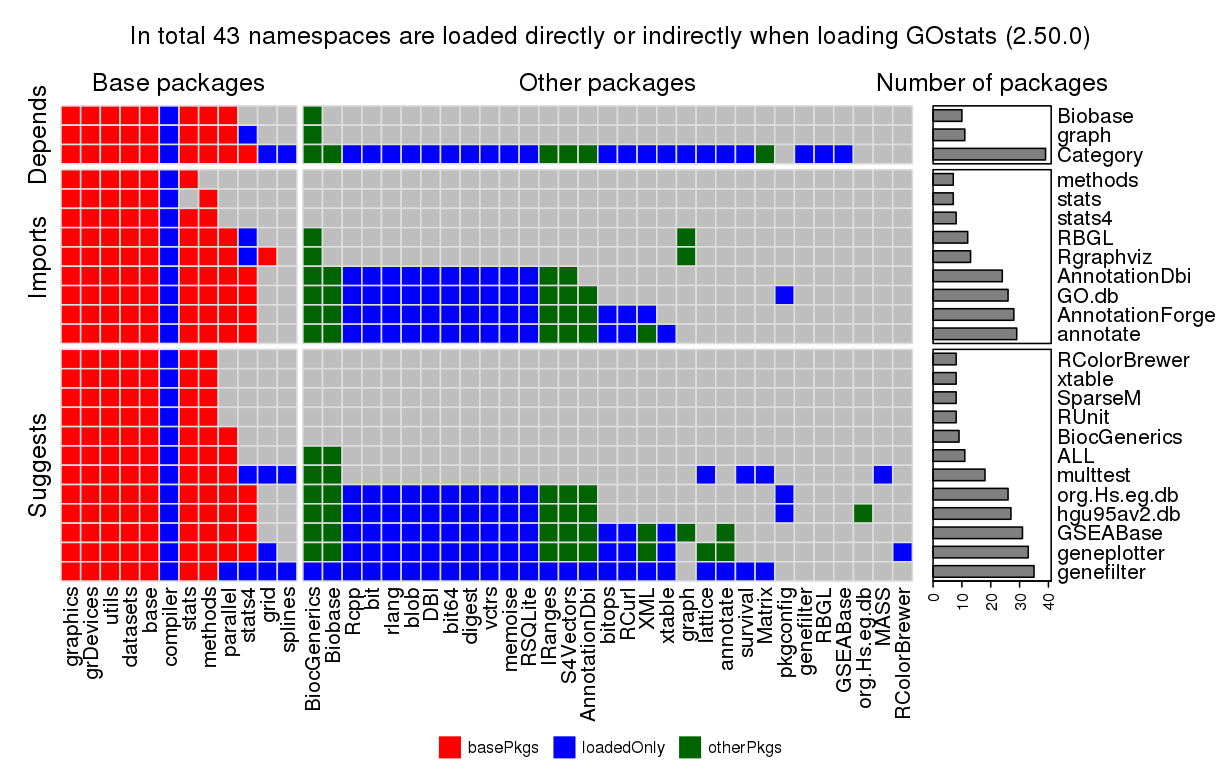 In total 43 namespaces are loaded directly or indirectly when loading GOstats (2.50.0)
Base packages
Other packages
Number of packages
Depends
Biobase
graph
Category
Imports
methods
stats
stats4
RBGL
Rgraphviz
AnnotationDbi
GO.db
AnnotationForge
annotate
Suggests
RColorBrewer
xtable
SparseM
RUnit
BiocGenerics
ALL
multtest
org.Hs.eg.db
hgu95av2.db
GSEABase
geneplotter
genefilter
graphics
grDevices
utils
datasets
base
compiler
stats
methods
parallel
stats4
grid
splines
BiocGenerics
Biobase
Rcpp
bit
rlang
blob
DBI
bit64
digest
vctrs
memoise
RSQLite
IRanges
S4Vectors
AnnotationDbi
bitops
RCurl
XML
xtable
graph
lattice
annotate
survival
Matrix
pkgconfig
genefilter
RBGL
GSEABase
org.Hs.eg.db
MASS
RColorBrewer
0
10
20
30
40
basePkgs
loadedOnly
otherPkgs